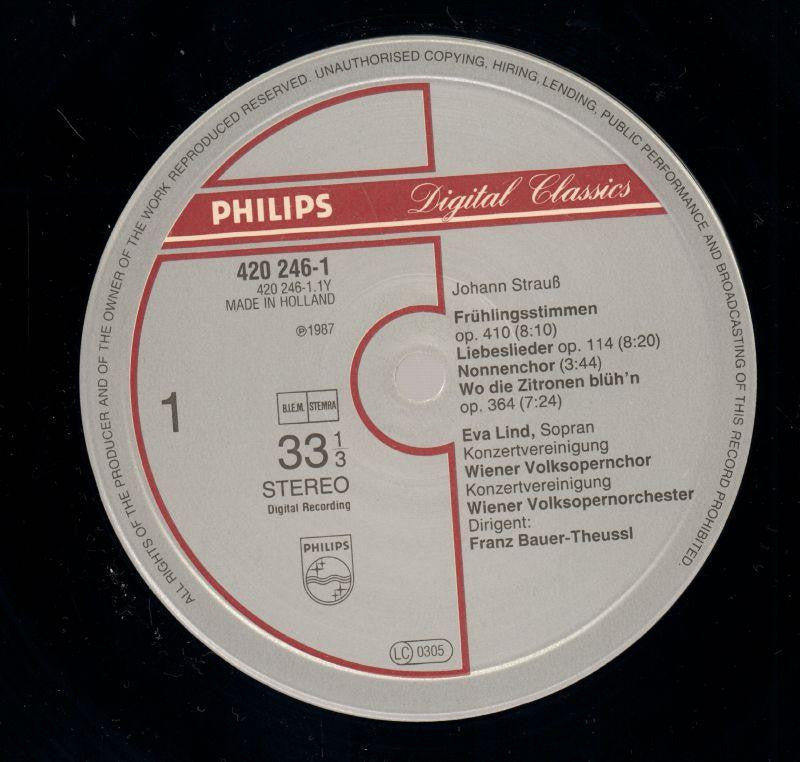 ALL RIGHTS OF THE PRODUCER AND OF THE OWNER OF THE WORK REPRODUCED RESERVED. UNAUTHORISED COPYING, HIRING, LENDING, PUBLIC PERFORMANCE AND BROADCASTING OF THIS RECORD PROHIBITED.
PHILIPS Digital Classics
420 246-1
420 246-1.1Y
MADE IN HOLLAND
℗1987
1
B.I.E.M. STEMRA
33 1/3
STEREO
Digital Recording
PHILIPS
LC 0305
Johann Strauß
Frühlingsstimmen
op. 410 (8:10)
Liebeslieder op. 114 (8:20)
Nonnenchor (3:44)
Wo die Zitronen blüh'n
op. 364 (7:24)
Eva Lind, Sopran
Konzertvereinigung
Wiener Volksopernchor
Konzertvereinigung
Wiener Volksopernorchester
Dirigent:
Franz Bauer-Theussl